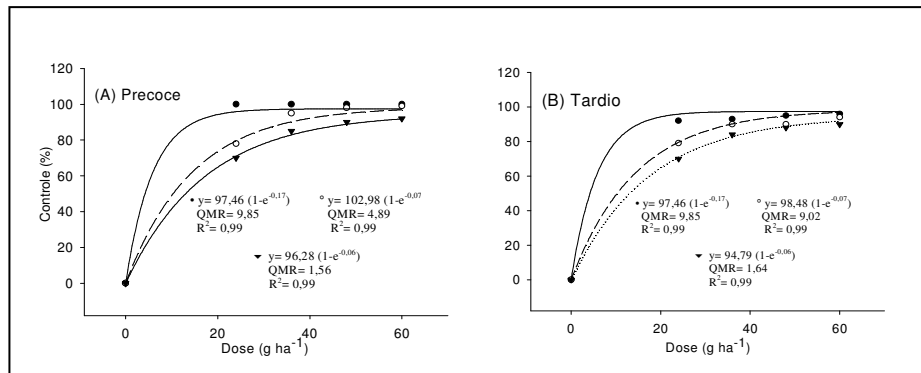 (A) Precoce
Controle (%)
120
100
80
60
40
20
0
• y= 97,46 (1-e^-0,17)
QMR= 9,85
R²= 0,99
○ y= 102,98 (1-e^-0,07
QMR= 4,89
R²= 0,99
▼ y= 96,28 (1-e^-0,06)
QMR= 1,56
R²= 0,99
0 20 40 60
Dose (g ha⁻¹)
(B) Tardio
120
100
80
60
40
20
0
• y= 97,46 (1-e^-0,17)
QMR= 9,85
R²= 0,99
○ y= 98,48 (1-e^-0,07)
QMR= 9,02
R²= 0,99
▼ y= 94,79 (1-e^-0,06)
QMR= 1,64
R²= 0,99
0 20 40 60
Dose (g ha⁻¹)